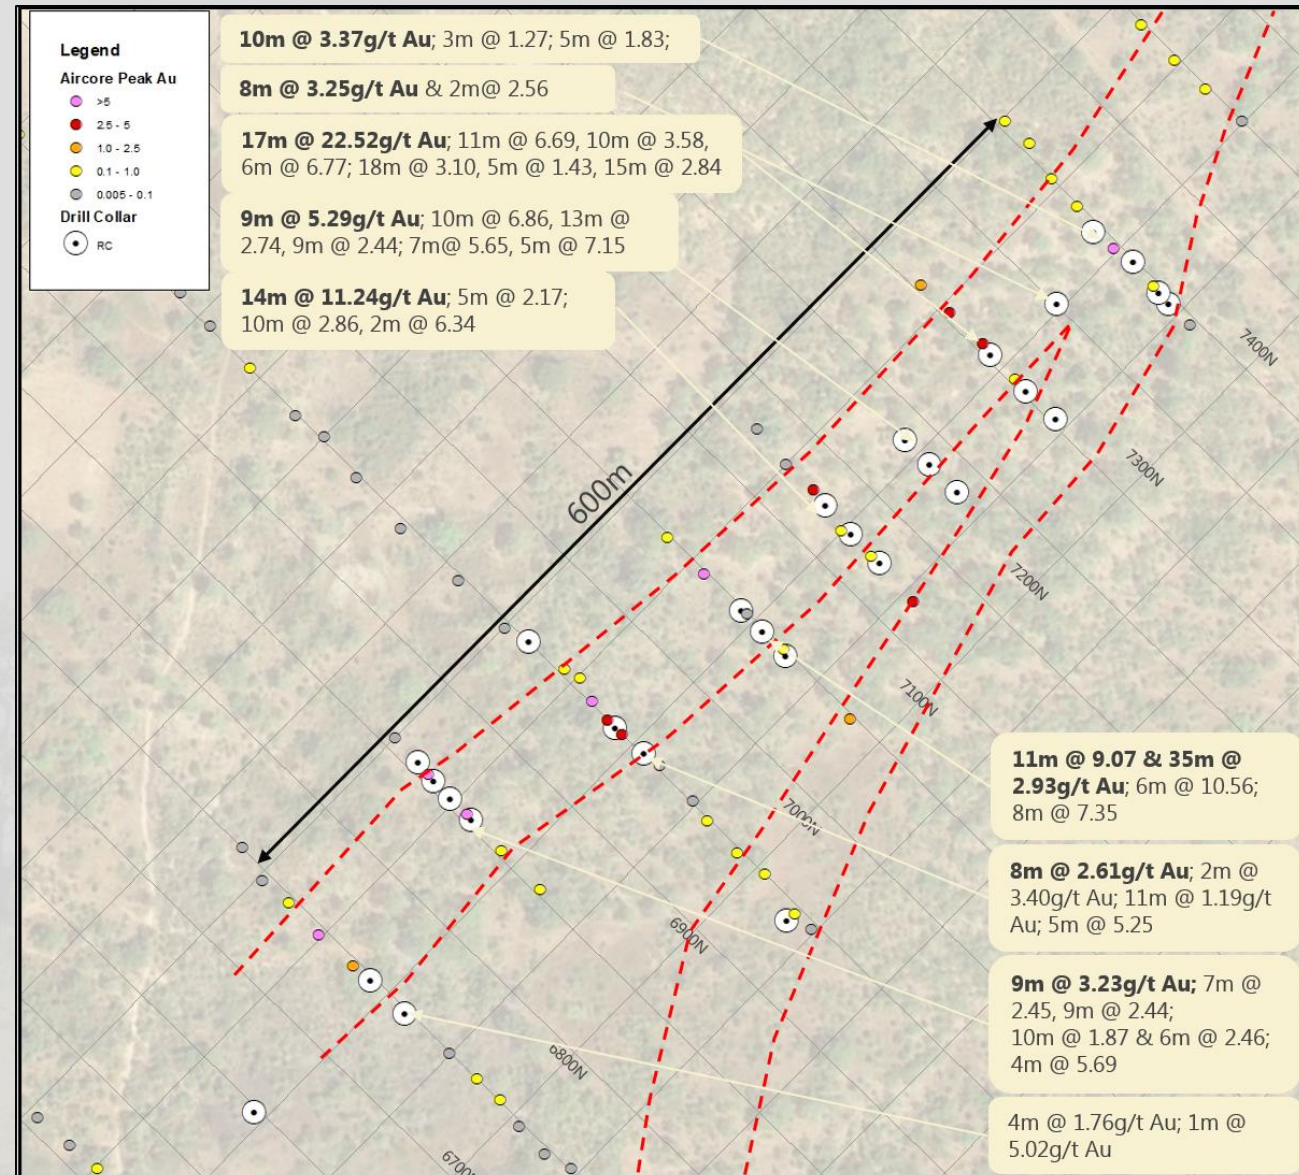 Legend
Aircore Peak Au
>5
2.5 - 5
1.0 - 2.5
0.1 - 1.0
0.005 - 0.1
Drill Collar
RC
10m @ 3.37g/t Au; 3m @ 1.27; 5m @ 1.83;
8m @ 3.25g/t Au & 2m@ 2.56
17m @ 22.52g/t Au; 11m @ 6.69, 10m @ 3.58,
6m @ 6.77; 18m @ 3.10, 5m @ 1.43, 15m @ 2.84
9m @ 5.29g/t Au; 10m @ 6.86, 13m @
2.74, 9m @ 2.44; 7m@ 5.65, 5m @ 7.15
14m @ 11.24g/t Au; 5m @ 2.17;
10m @ 2.86, 2m @ 6.34
600m
7400N
7300N
7200N
7100N
7000N
6900N
6800N
6700N
11m @ 9.07 & 35m @
2.93g/t Au; 6m @ 10.56;
8m @ 7.35
8m @ 2.61g/t Au; 2m @
3.40g/t Au; 11m @ 1.19g/t
Au; 5m @ 5.25
9m @ 3.23g/t Au; 7m @
2.45, 9m @ 2.44;
10m @ 1.87 & 6m @ 2.46;
4m @ 5.69
4m @ 1.76g/t Au; 1m @
5.02g/t Au